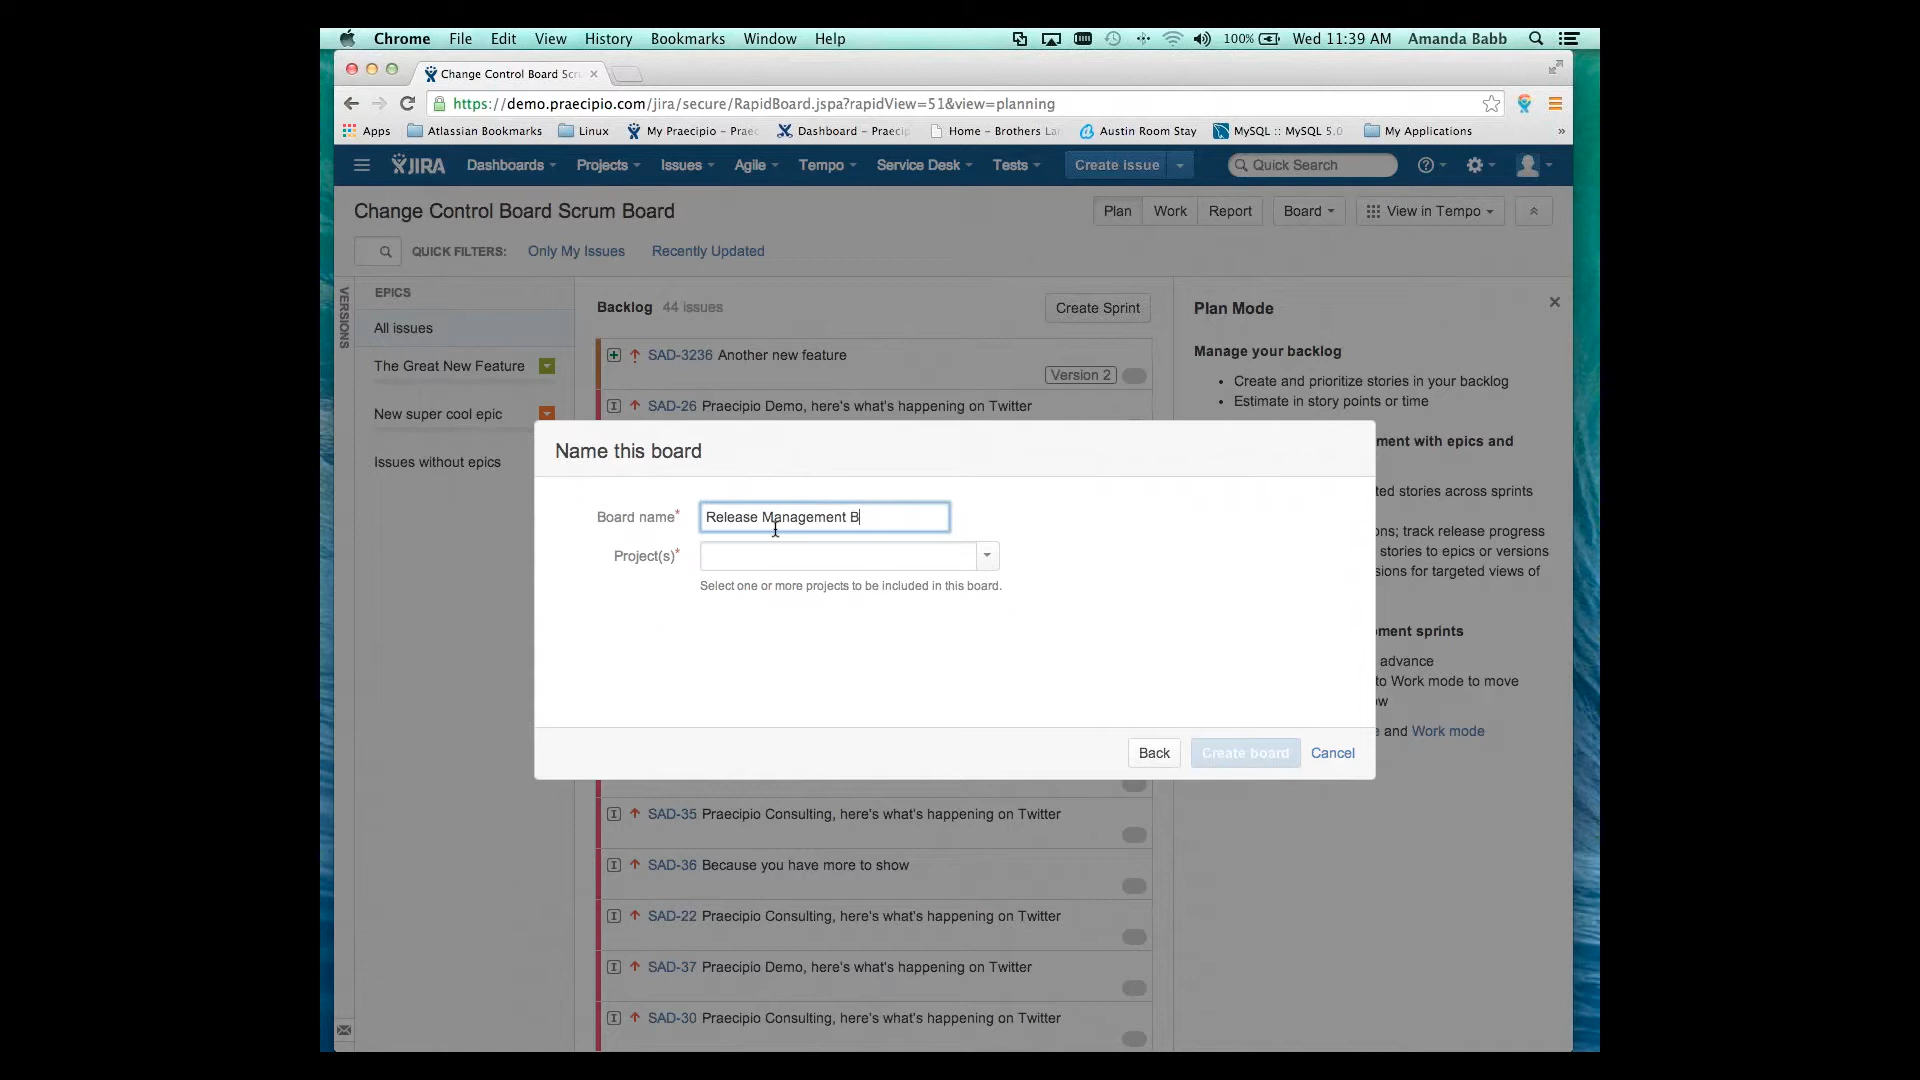 Chrome File Edit View History Bookmarks Window Help 100% Wed 11:39 AM Amanda Babb
Change Control Board Scru
https://demo.praecipio.com/jira/secure/RapidBoard.jspa?rapidView=51&view=planning
Apps Atlassian Bookmarks Linux My Praecipio – Praec Dashboard – Praecip Home – Brothers La Austin Room Stay MySQL :: MySQL 5.0 My Applications »
JIRA Dashboards Projects Issues Agile Tempo Service Desk Tests Create issue Quick Search
Change Control Board Scrum Board Plan Work Report Board View in Tempo
QUICK FILTERS: Only My Issues Recently Updated
VERSIONS
EPICS
All issues
The Great New Feature
New super cool epic
Issues without epics
Backlog 44 issues Create Sprint
SAD-3236 Another new feature
Version 2
SAD-26 Praecipio Demo, here's what's happening on Twitter
Plan Mode
Manage your backlog
• Create and prioritize stories in your backlog
• Estimate in story points or time
ment with epics and
ted stories across sprints
ons; track release progress
stories to epics or versions
sions for targeted views of
ment sprints
advance
to Work mode to move
ow
e and Work mode
Name this board
Board name* Release Management B
Project(s)*
Select one or more projects to be included in this board.
Back Create board Cancel
SAD-35 Praecipio Consulting, here's what's happening on Twitter
SAD-36 Because you have more to show
SAD-22 Praecipio Consulting, here's what's happening on Twitter
SAD-37 Praecipio Demo, here's what's happening on Twitter
SAD-30 Praecipio Consulting, here's what's happening on Twitter